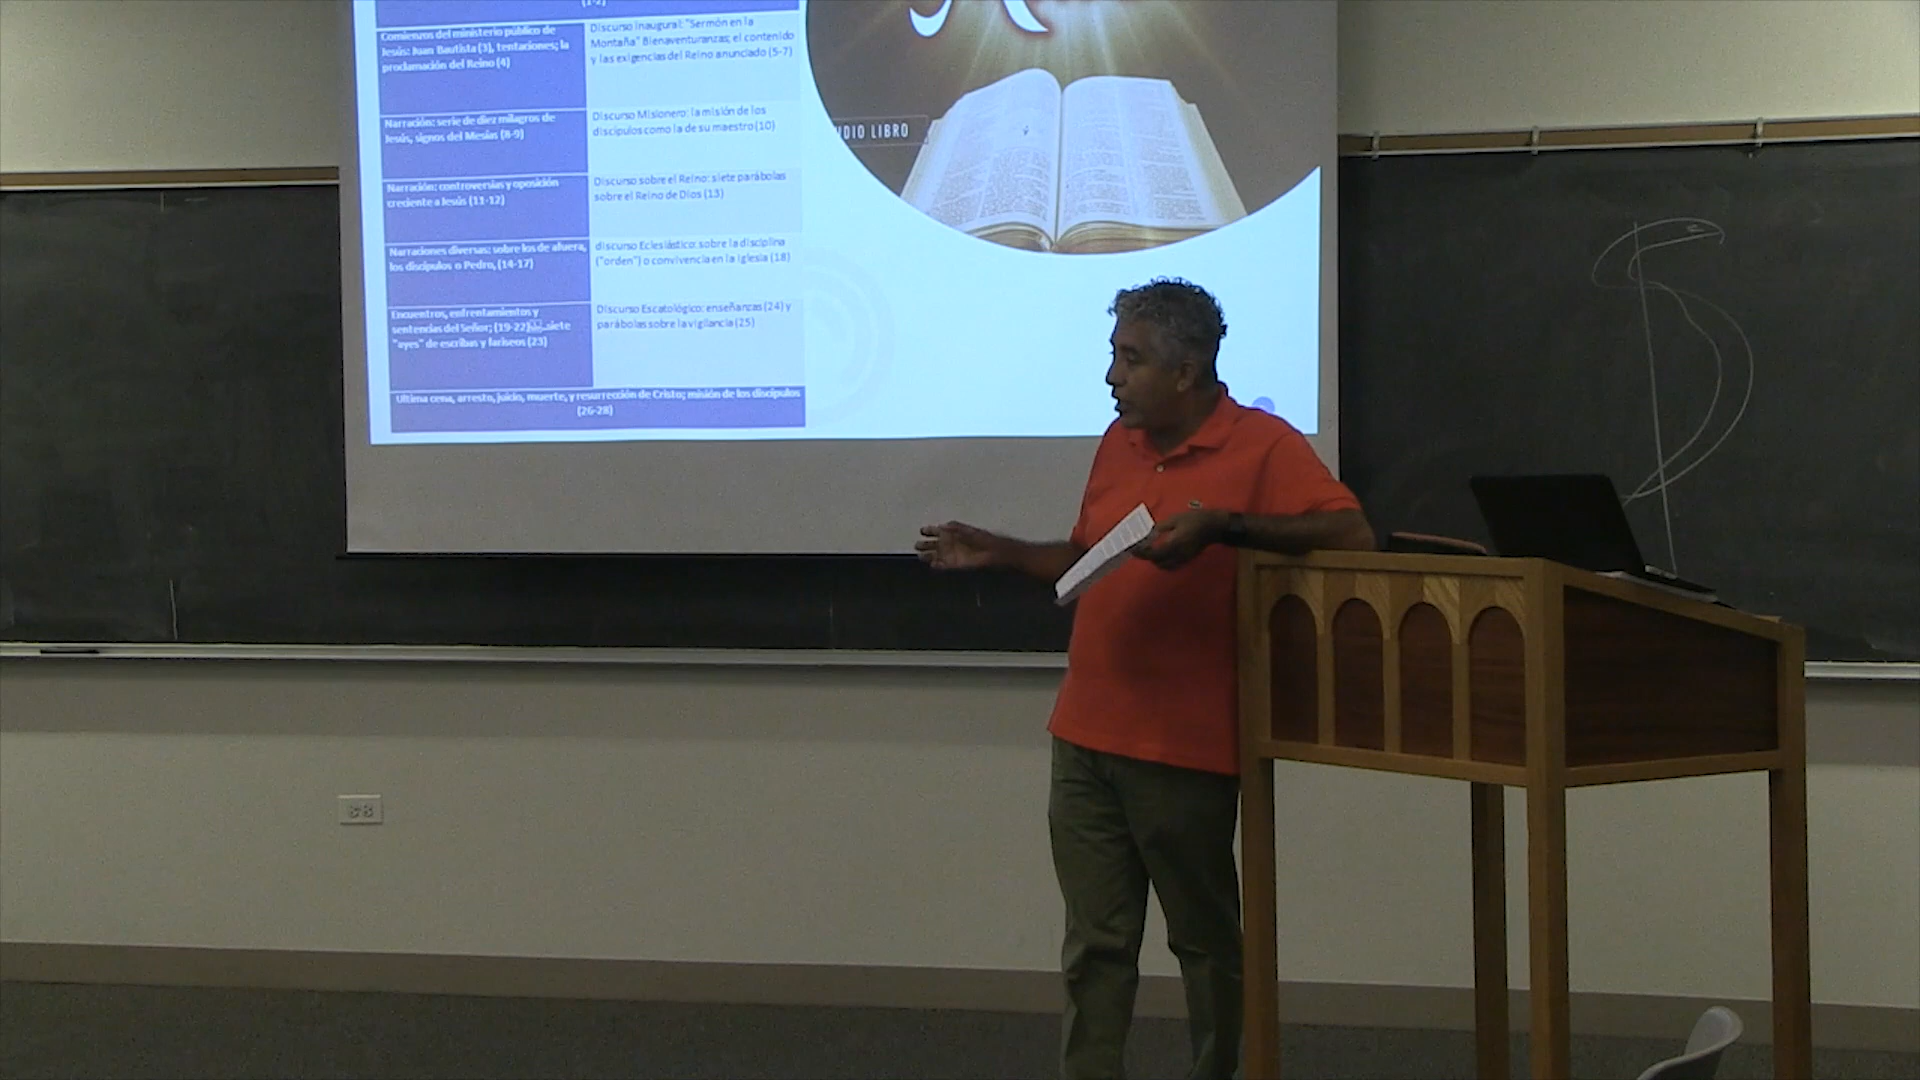 (1-2)
Comienzos del ministerio público de
Jesús: Juan Bautista (3), tentaciones; la
proclamación del Reino (4)
Discurso inaugural: "Sermón en la
Montaña" Bienaventuranzas; el contenido
y las exigencias del Reino anunciado (5-7)
Narración: serie de diez milagros de
Jesús, signos del Mesías (8-9)
Discurso Misionero: la misión de los
discípulos como la de su maestro (10)
Narración: controversias y oposición
creciente a Jesús (11-12)
Discurso sobre el Reino: siete parábolas
sobre el Reino de Dios (13)
Narraciones diversas: sobre los de afuera,
los discípulos o Pedro, (14-17)
discurso Eclesiástico: sobre la disciplina
("orden") o convivencia en la Iglesia (18)
Encuentros, enfrentamientos y
sentencias del Señor; (19-22) siete
"ayes" de escribas y fariseos (23)
Discurso Escatológico: enseñanzas (24) y
parábolas sobre la vigilancia (25)
Ultima cena, arresto, juicio, muerte, y resurrección de Cristo; misión de los discípulos
(26-28)
LIBRO